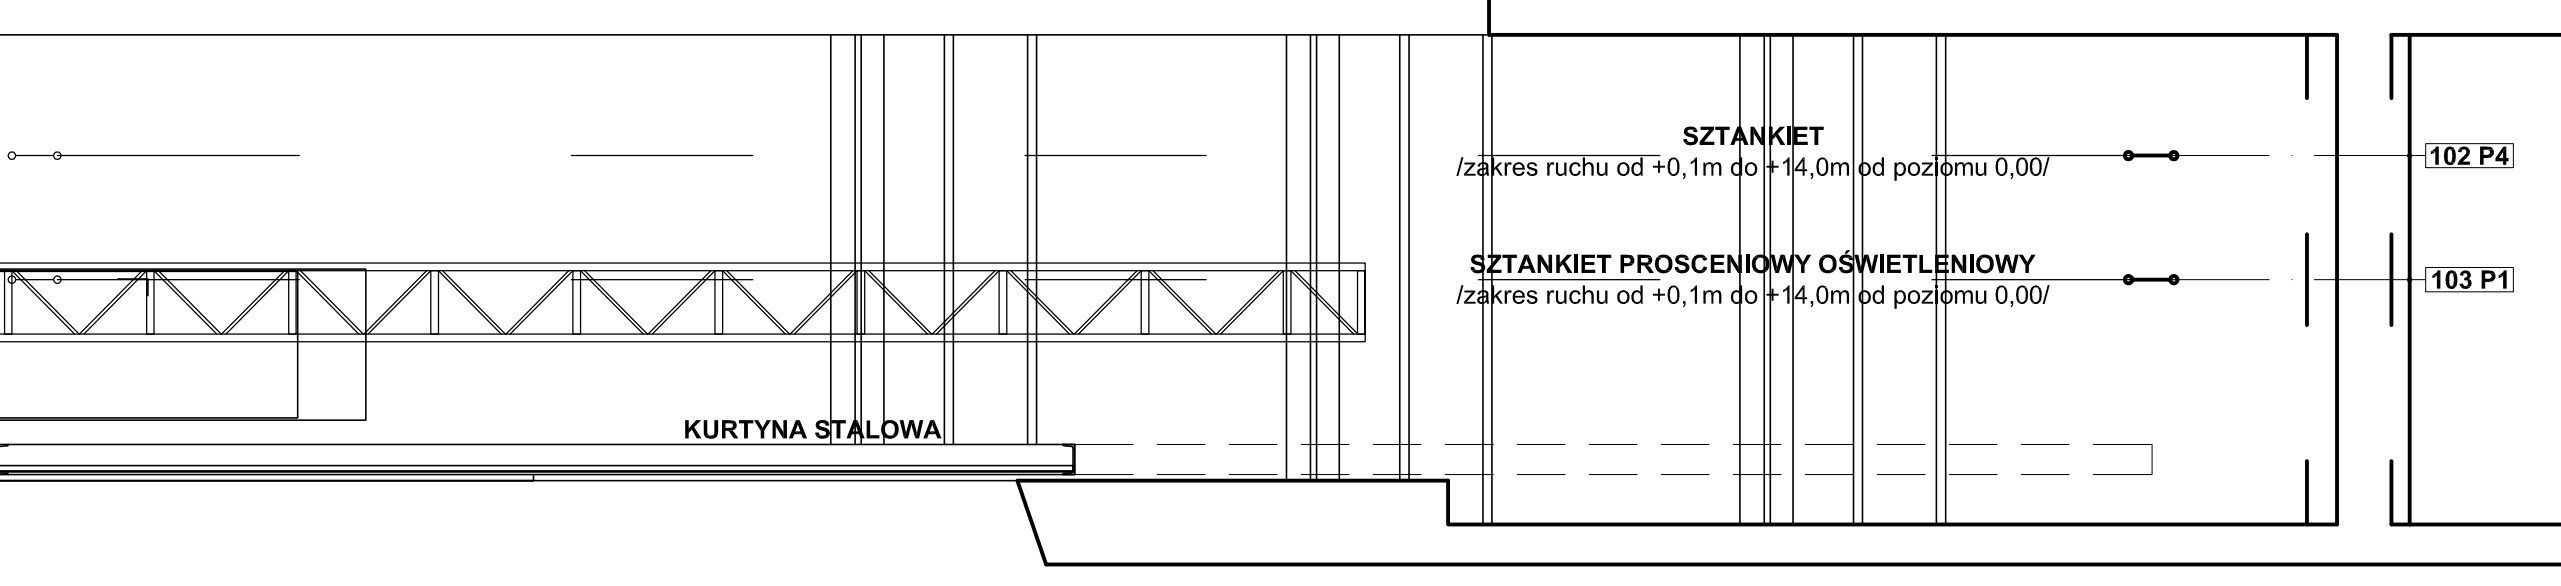 SZTANKIET
/zakres ruchu od +0,1m do +14,0m od poziomu 0,00/
102 P4
SZTANKIET PROSCENIOWY OŚWIETLENIOWY
/zakres ruchu od +0,1m do +14,0m od poziomu 0,00/
103 P1
KURTYNA STALOWA